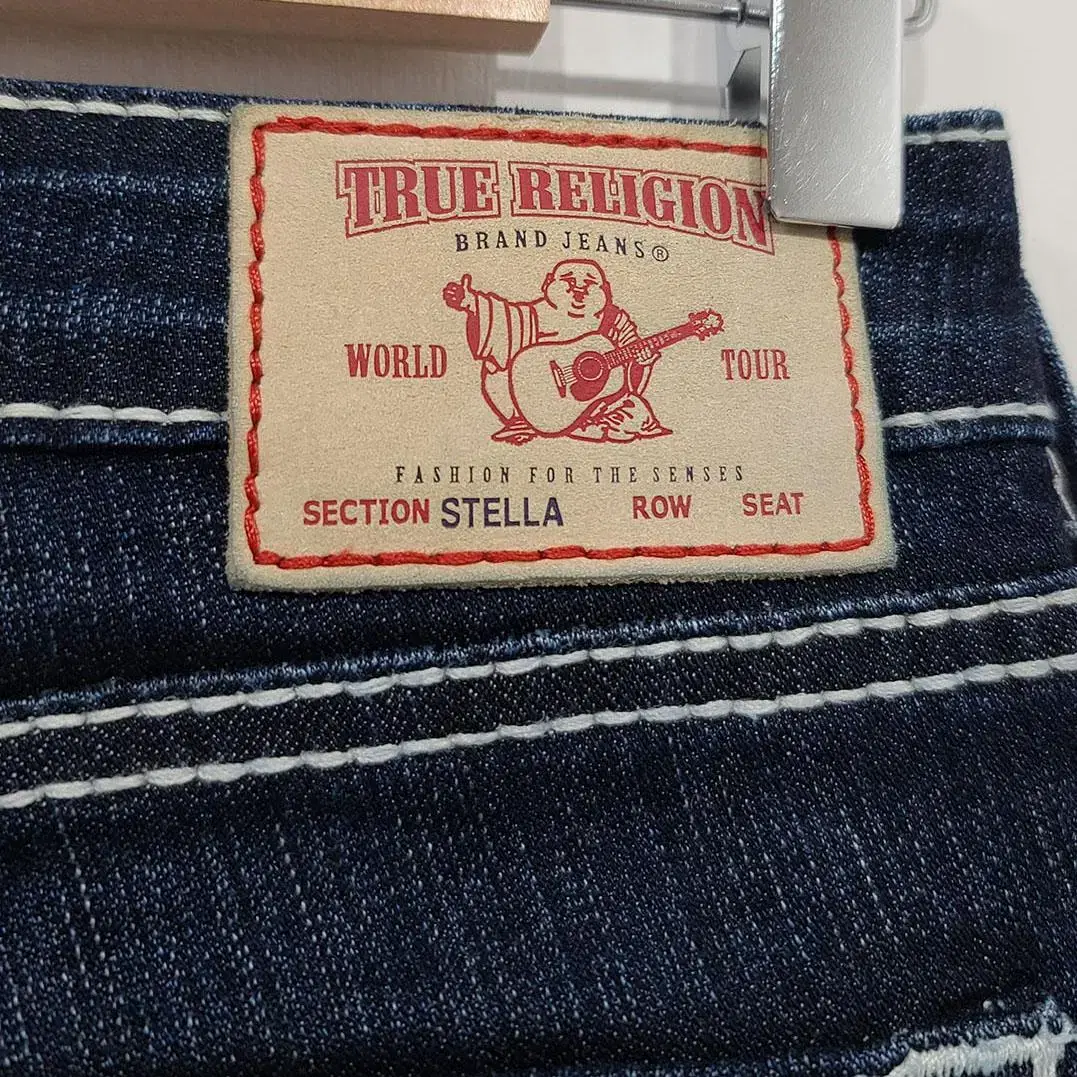 TRUE RELIGION
BRAND JEANS®
WORLD TOUR
FASHION FOR THE SENSES
SECTION STELLA ROW SEAT